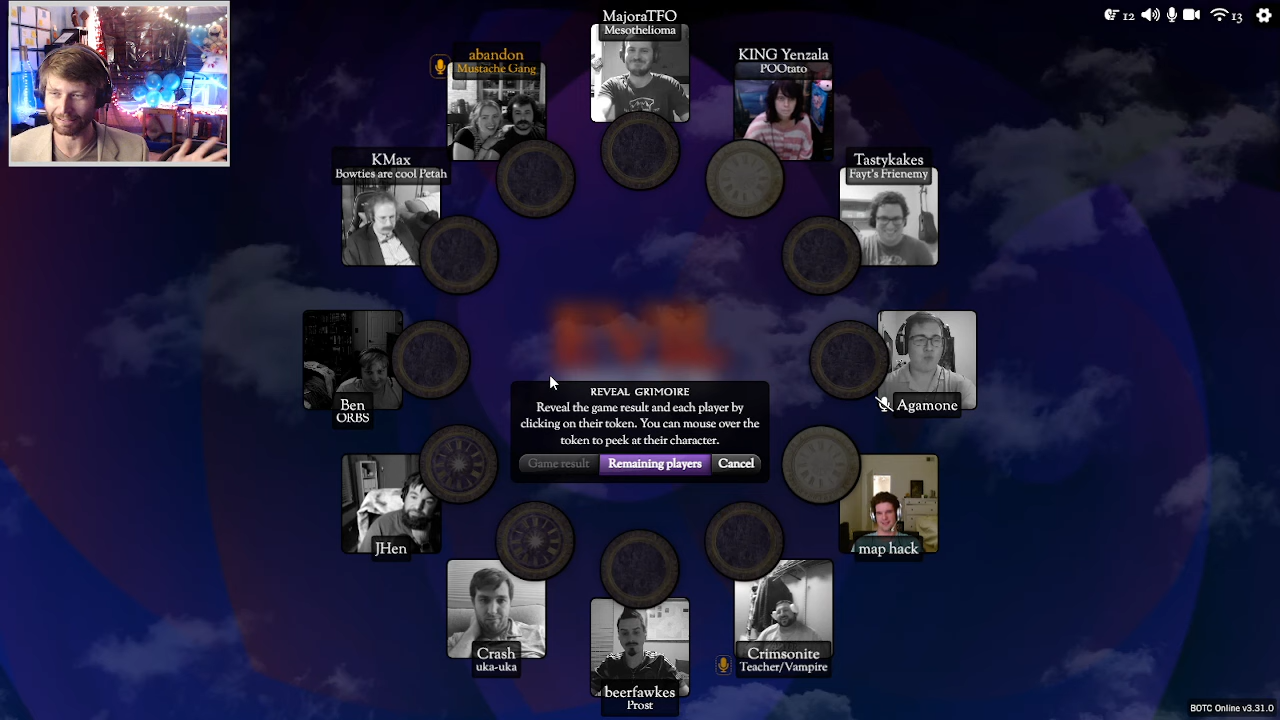 MajoraTFO
Mesothelioma
12
13
abandon
Mustache Gang
KING Yenzala
POOtato
KMax
Bowties are cool Petah
Tastykakes
Fayt's Frienemy
EVIL
Ben
ORBS
REVEAL GRIMOIRE
Reveal the game result and each player by
clicking on their token. You can mouse over the
token to peek at their character.
Game result
Remaining players
Cancel
Agamone
JHen
map hack
Crash
uka-uka
Crimsonite
Teacher/Vampire
beerfawkes
Prost
BOTC Online v3.31.0